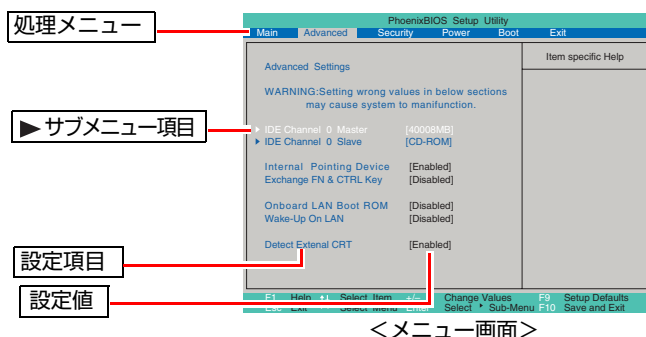 処理メニュー
PhoenixBIOS Setup Utility
Main Advanced Security Power Boot Exit
Item specific Help
Advanced Settings
WARNING:Setting wrong values in below sections
may cause system to manifunction.
▶ サブメニュー項目
IDE Channel 0 Master [40008MB]
IDE Channel 0 Slave [CD-ROM]
Internal Pointing Device [Enabled]
Exchange FN & CTRL Key [Disabled]
Onboard LAN Boot ROM [Disabled]
Wake-Up On LAN [Disabled]
Detect Extenal CRT [Enabled]
設定項目
設定値
F1 Help ↑↓ Select Item +/- Change Values F9 Setup Defaults
Esc Exit Select Menu Enter Select ▶ Sub-Menu F10 Save and Exit
＜メニュー画面＞